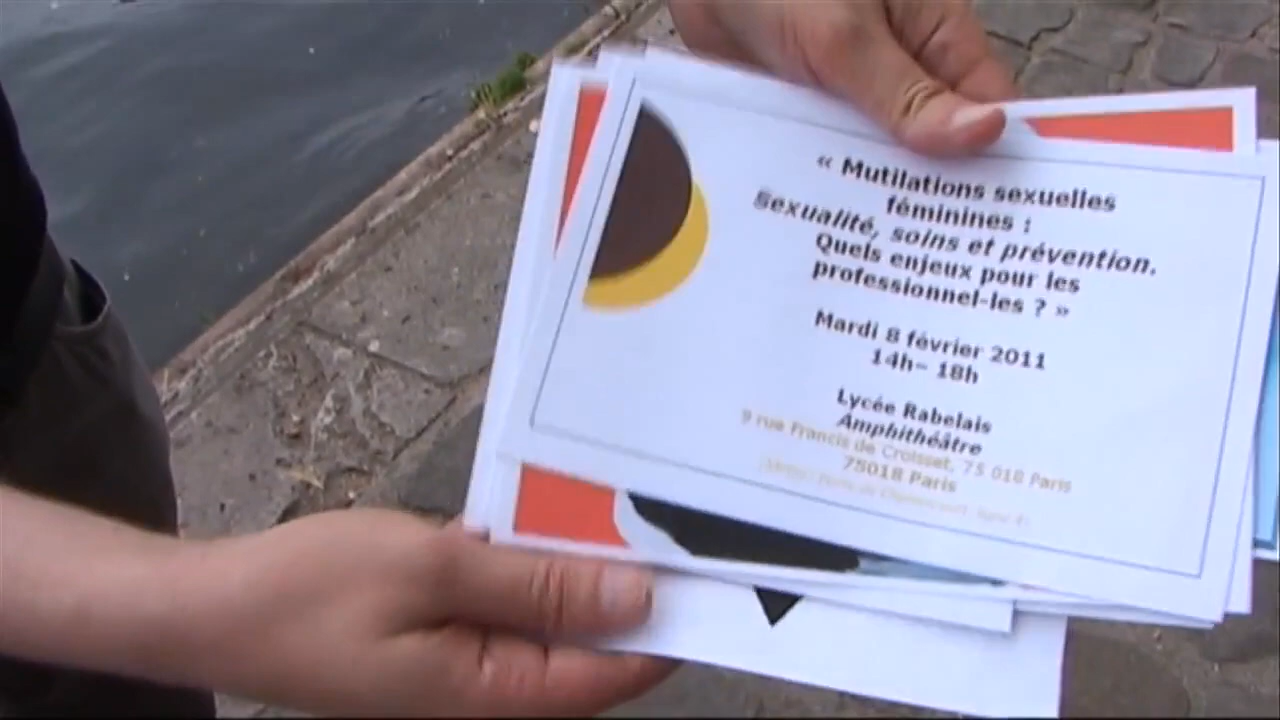 « Mutilations sexuelles
féminines :
Sexualité, soins et prévention.
Quels enjeux pour les
professionnel-les ? »
Mardi 8 février 2011
14h- 18h
Lycée Rabelais
Amphithéâtre
9 rue Francis de Croisset, 75 018 Paris
75018 Paris